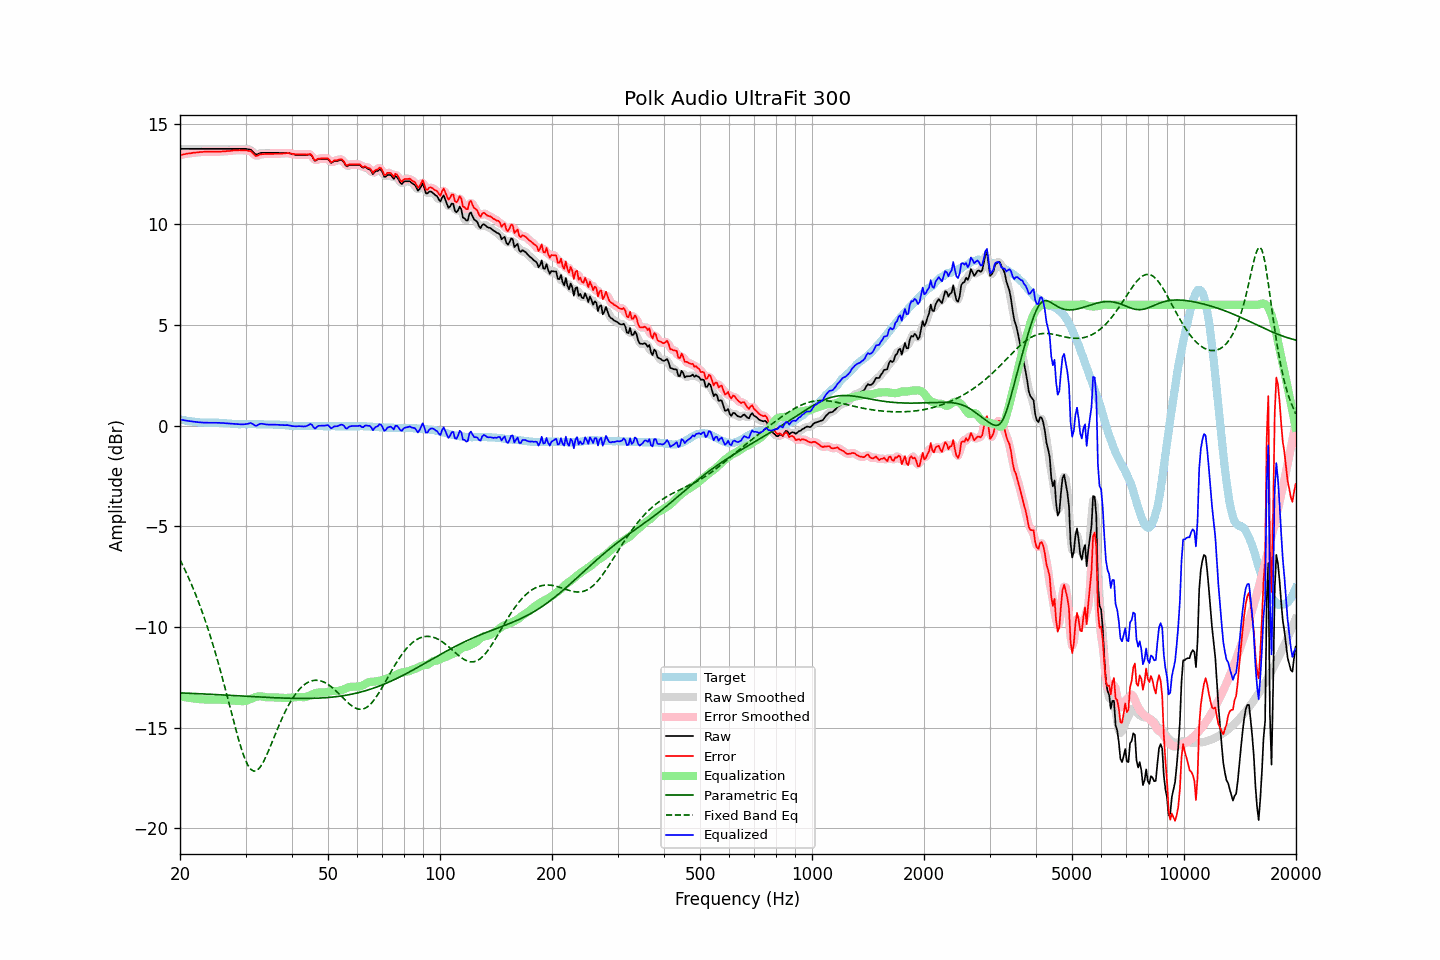 Polk Audio UltraFit 300
15
10
5
0
−5
−10
−15
−20
Amplitude (dBr)
Target
Raw Smoothed
Error Smoothed
Raw
Error
Equalization
Parametric Eq
Fixed Band Eq
Equalized
20 50 100 200 500 1000 2000 5000 10000 20000
Frequency (Hz)